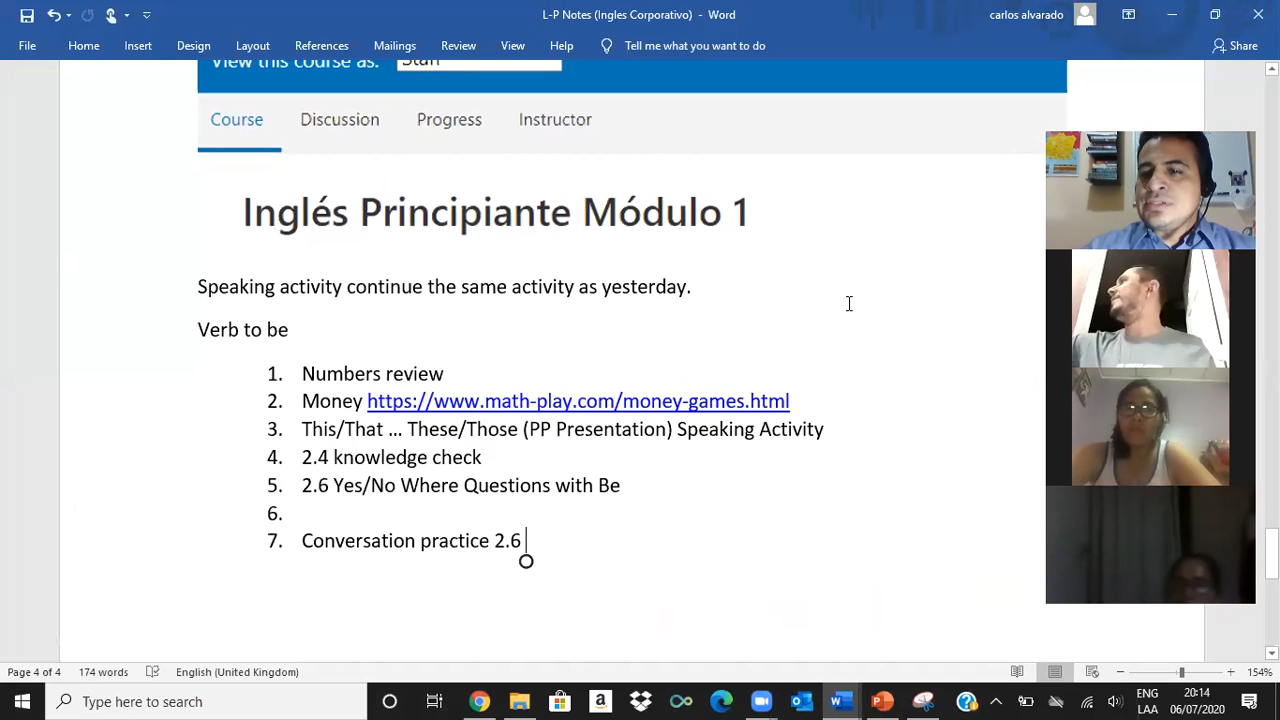 L-P Notes (Ingles Corporativo) - Word
carlos alvarado
File Home Insert Design Layout References Mailings Review View Help Tell me what you want to do Share
View this course as: Staff
Course Discussion Progress Instructor
Inglés Principiante Módulo 1
Speaking activity continue the same activity as yesterday.
Verb to be
1. Numbers review
2. Money https://www.math-play.com/money-games.html
3. This/That ... These/Those (PP Presentation) Speaking Activity
4. 2.4 knowledge check
5. 2.6 Yes/No Where Questions with Be
6.
7. Conversation practice 2.6
Page 4 of 4 174 words English (United Kingdom) 154%
Type here to search ENG 20:14
LAA 06/07/2020